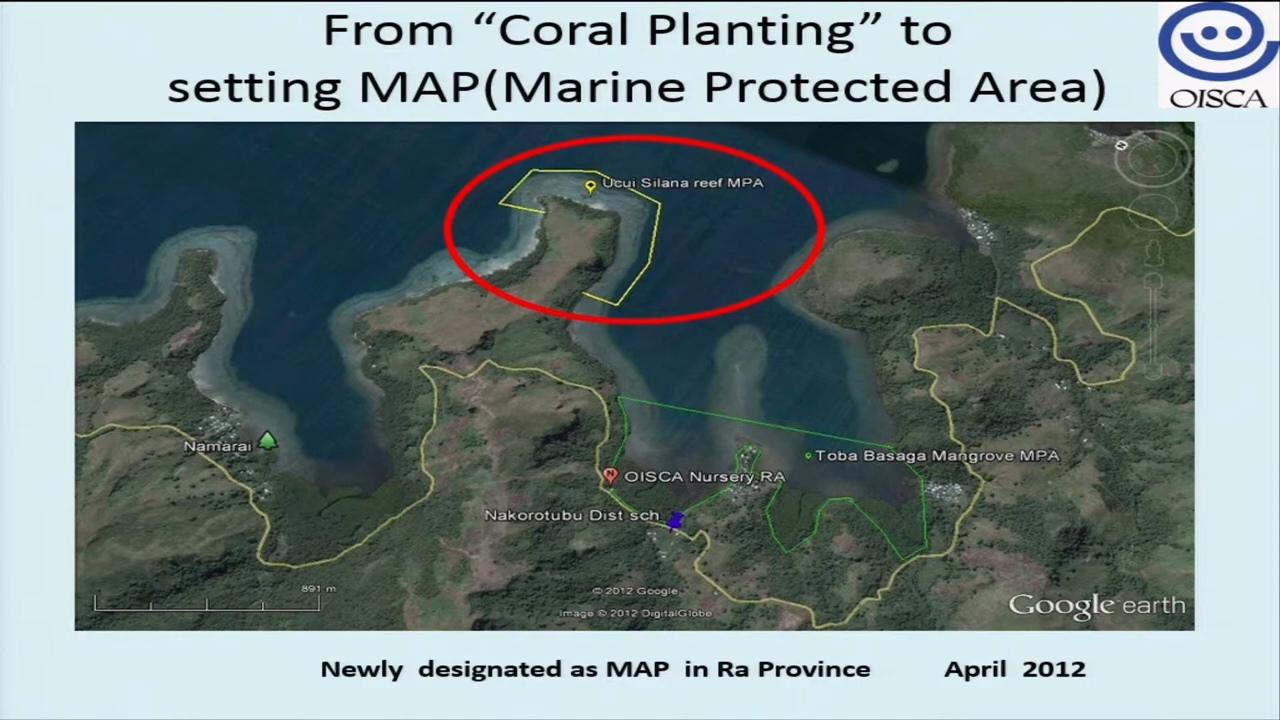 From “Coral Planting” to
setting MAP(Marine Protected Area)
OISCA
Ucui Silana reef MPA
Namarai
Toba Basaga Mangrove MPA
OISCA Nursery RA
Nakorotubu Dist sch
891 m
© 2012 Google
Image © 2012 DigitalGlobe
Google earth
Newly designated as MAP in Ra Province April 2012